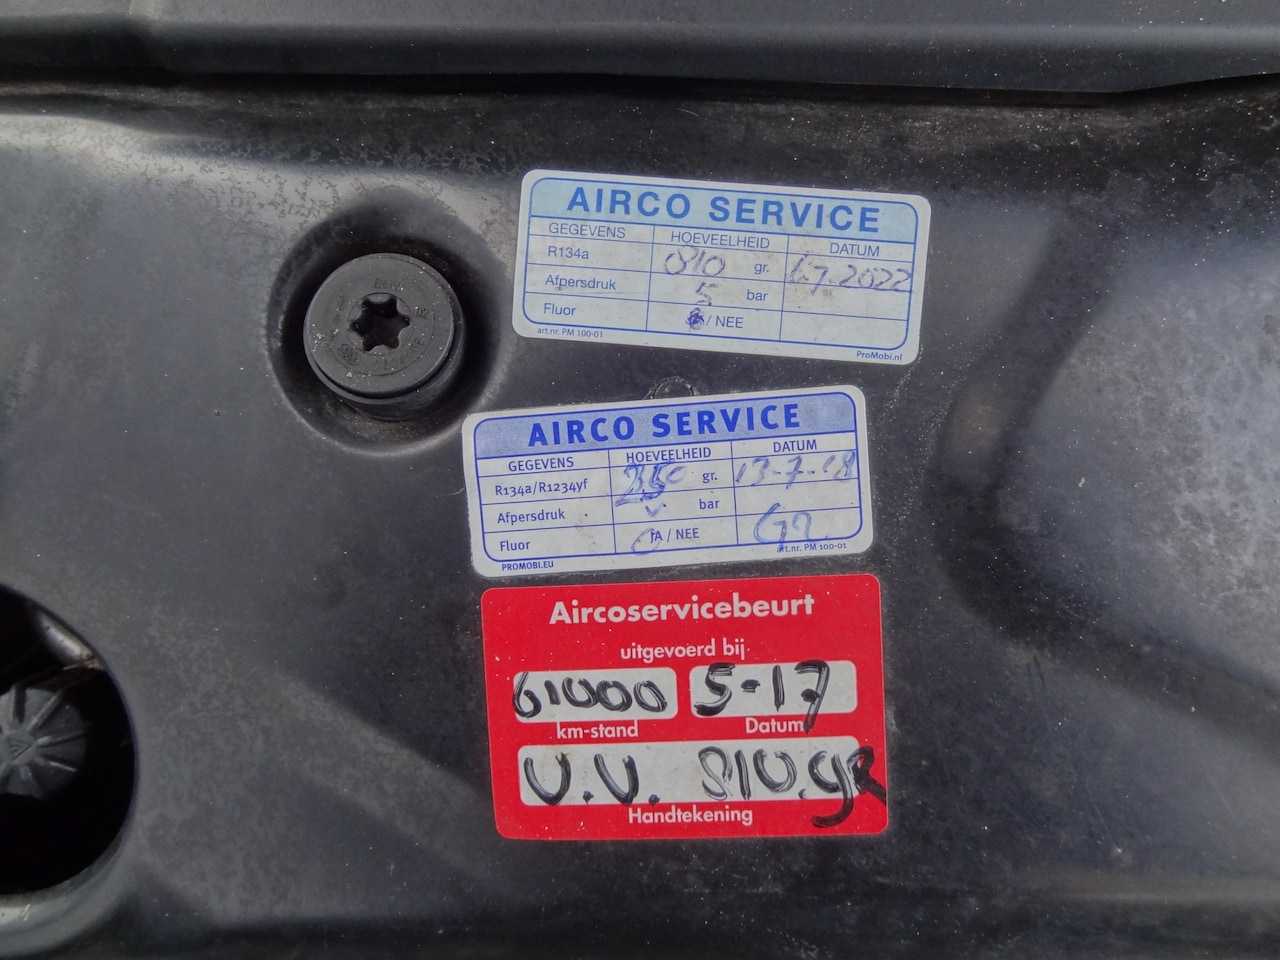 AIRCO SERVICE
GEGEVENS HOEVEELHEID DATUM
R134a 810 gr. 6.7.2022
Afpersdruk 5 bar
Fluor / NEE
art.nr. PM 100-01 ProMobi.nl
AIRCO SERVICE
GEGEVENS HOEVEELHEID DATUM
R134a/R1234yf gr. 13-7-18
Afpersdruk bar
Fluor JA / NEE
PROMOBI.EU art.nr. PM 100-01
Aircoservicebeurt
uitgevoerd bij
61000 5-17
km-stand Datum
V.V. 810.gR
Handtekening